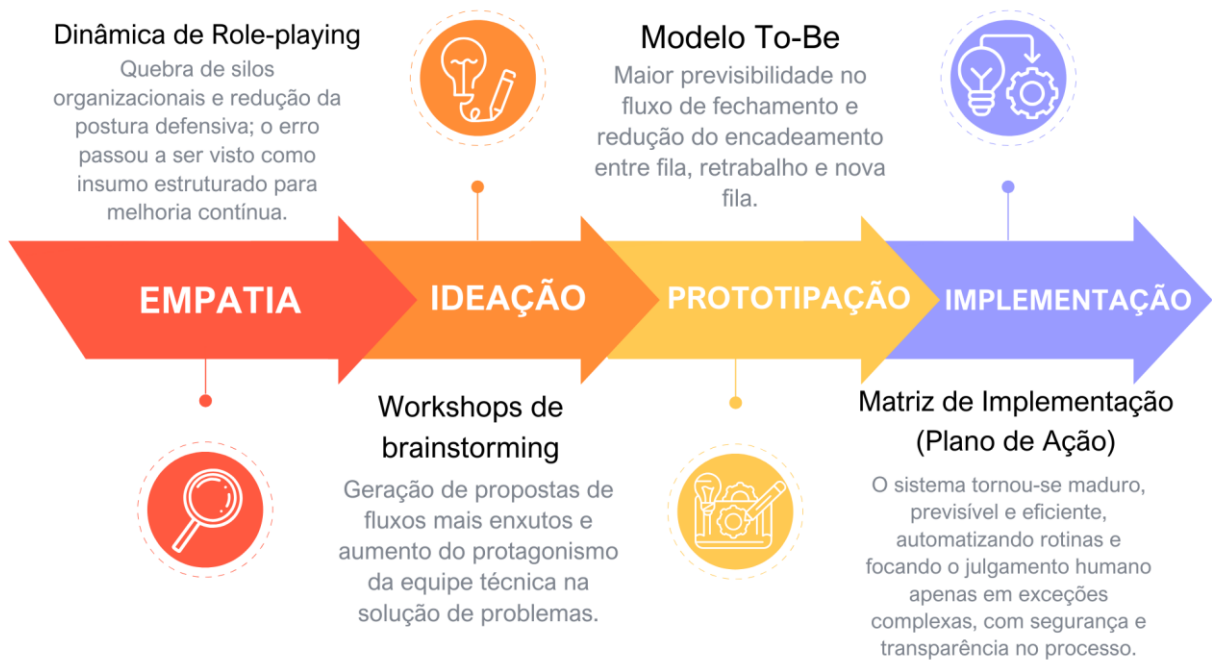 Dinâmica de Role-playing
Quebra de silos
organizacionais e redução da
postura defensiva; o erro
passou a ser visto como
insumo estruturado para
melhoria contínua.
Modelo To-Be
Maior previsibilidade no
fluxo de fechamento e
redução do encadeamento
entre fila, retrabalho e nova
fila.
EMPATIA
IDEAÇÃO
PROTOTIPAÇÃO
IMPLEMENTAÇÃO
Workshops de
brainstorming
Geração de propostas de
fluxos mais enxutos e
aumento do protagonismo
da equipe técnica na
solução de problemas.
Matriz de Implementação
(Plano de Ação)
O sistema tornou-se maduro,
previsível e eficiente,
automatizando rotinas e
focando o julgamento humano
apenas em exceções
complexas, com segurança e
transparência no processo.